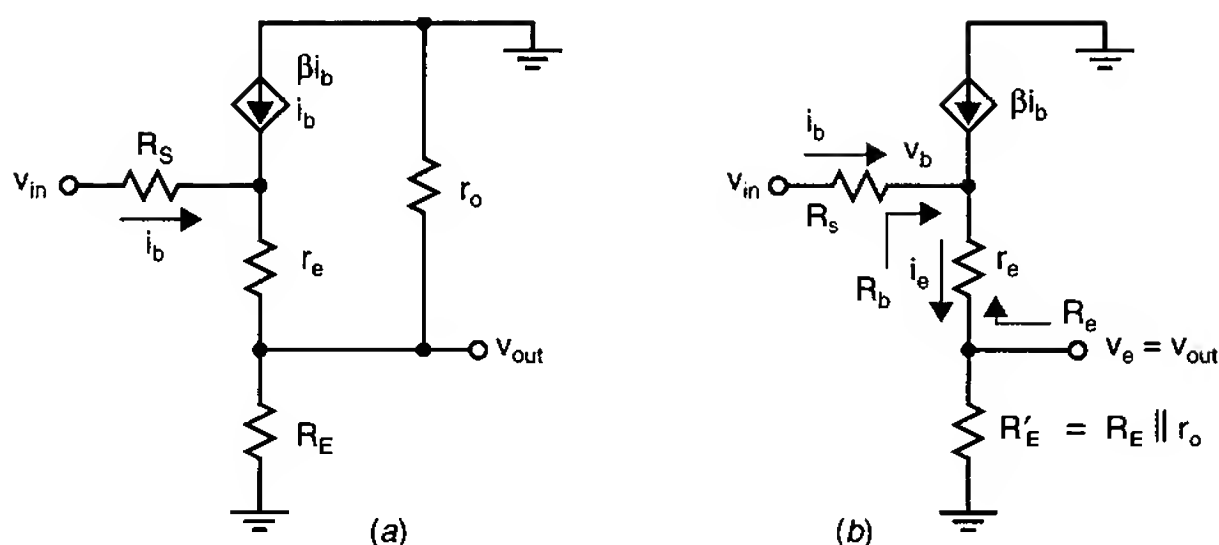 βi_b
i_b
R_S
v_in
i_b
r_o
r_e
v_out
R_E
(a)
βi_b
i_b
v_b
v_in
R_s
R_b
i_e
r_e
R_e
v_e = v_out
R'_E = R_E || r_o
(b)